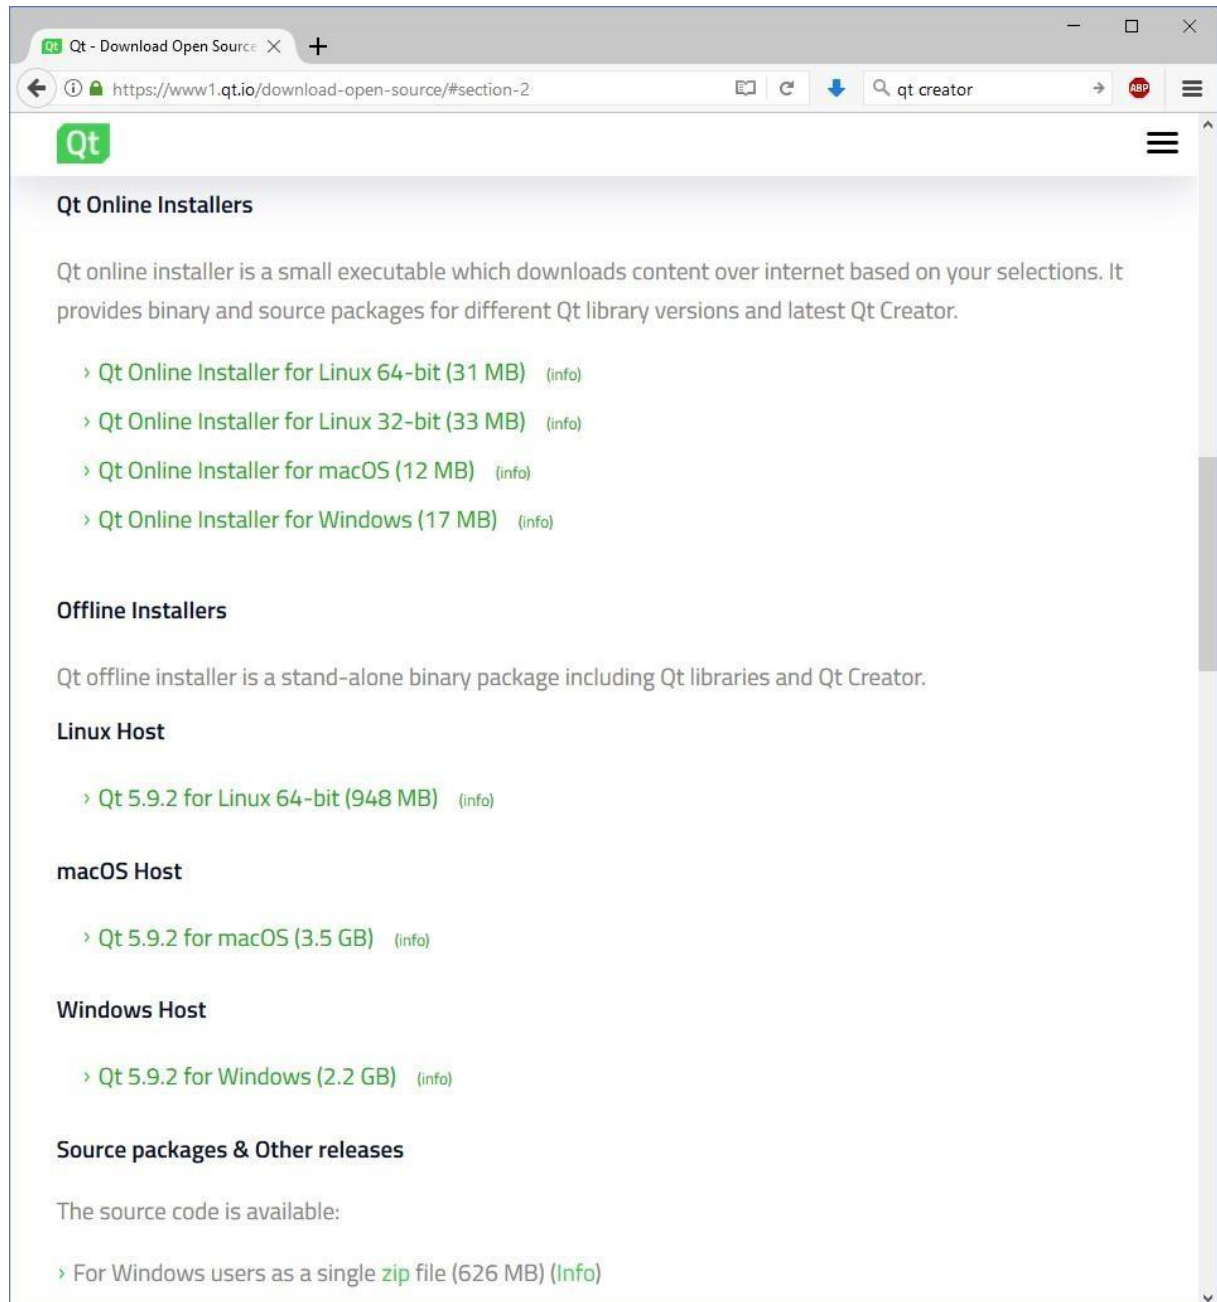 Qt Qt - Download Open Source
https://www1.qt.io/download-open-source/#section-2
qt creator
ABP
Qt
Qt Online Installers
Qt online installer is a small executable which downloads content over internet based on your selections. It
provides binary and source packages for different Qt library versions and latest Qt Creator.
› Qt Online Installer for Linux 64-bit (31 MB) (info)
› Qt Online Installer for Linux 32-bit (33 MB) (info)
› Qt Online Installer for macOS (12 MB) (info)
› Qt Online Installer for Windows (17 MB) (info)
Offline Installers
Qt offline installer is a stand-alone binary package including Qt libraries and Qt Creator.
Linux Host
› Qt 5.9.2 for Linux 64-bit (948 MB) (info)
macOS Host
› Qt 5.9.2 for macOS (3.5 GB) (info)
Windows Host
› Qt 5.9.2 for Windows (2.2 GB) (info)
Source packages & Other releases
The source code is available:
› For Windows users as a single zip file (626 MB) (Info)